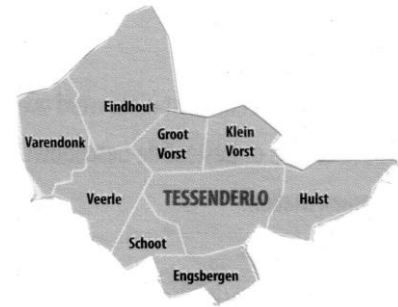 Eindhout
Varendonk
Groot
Vorst
Klein
Vorst
Veerle
TESSENDERLO
Hulst
Schoot
Engsbergen